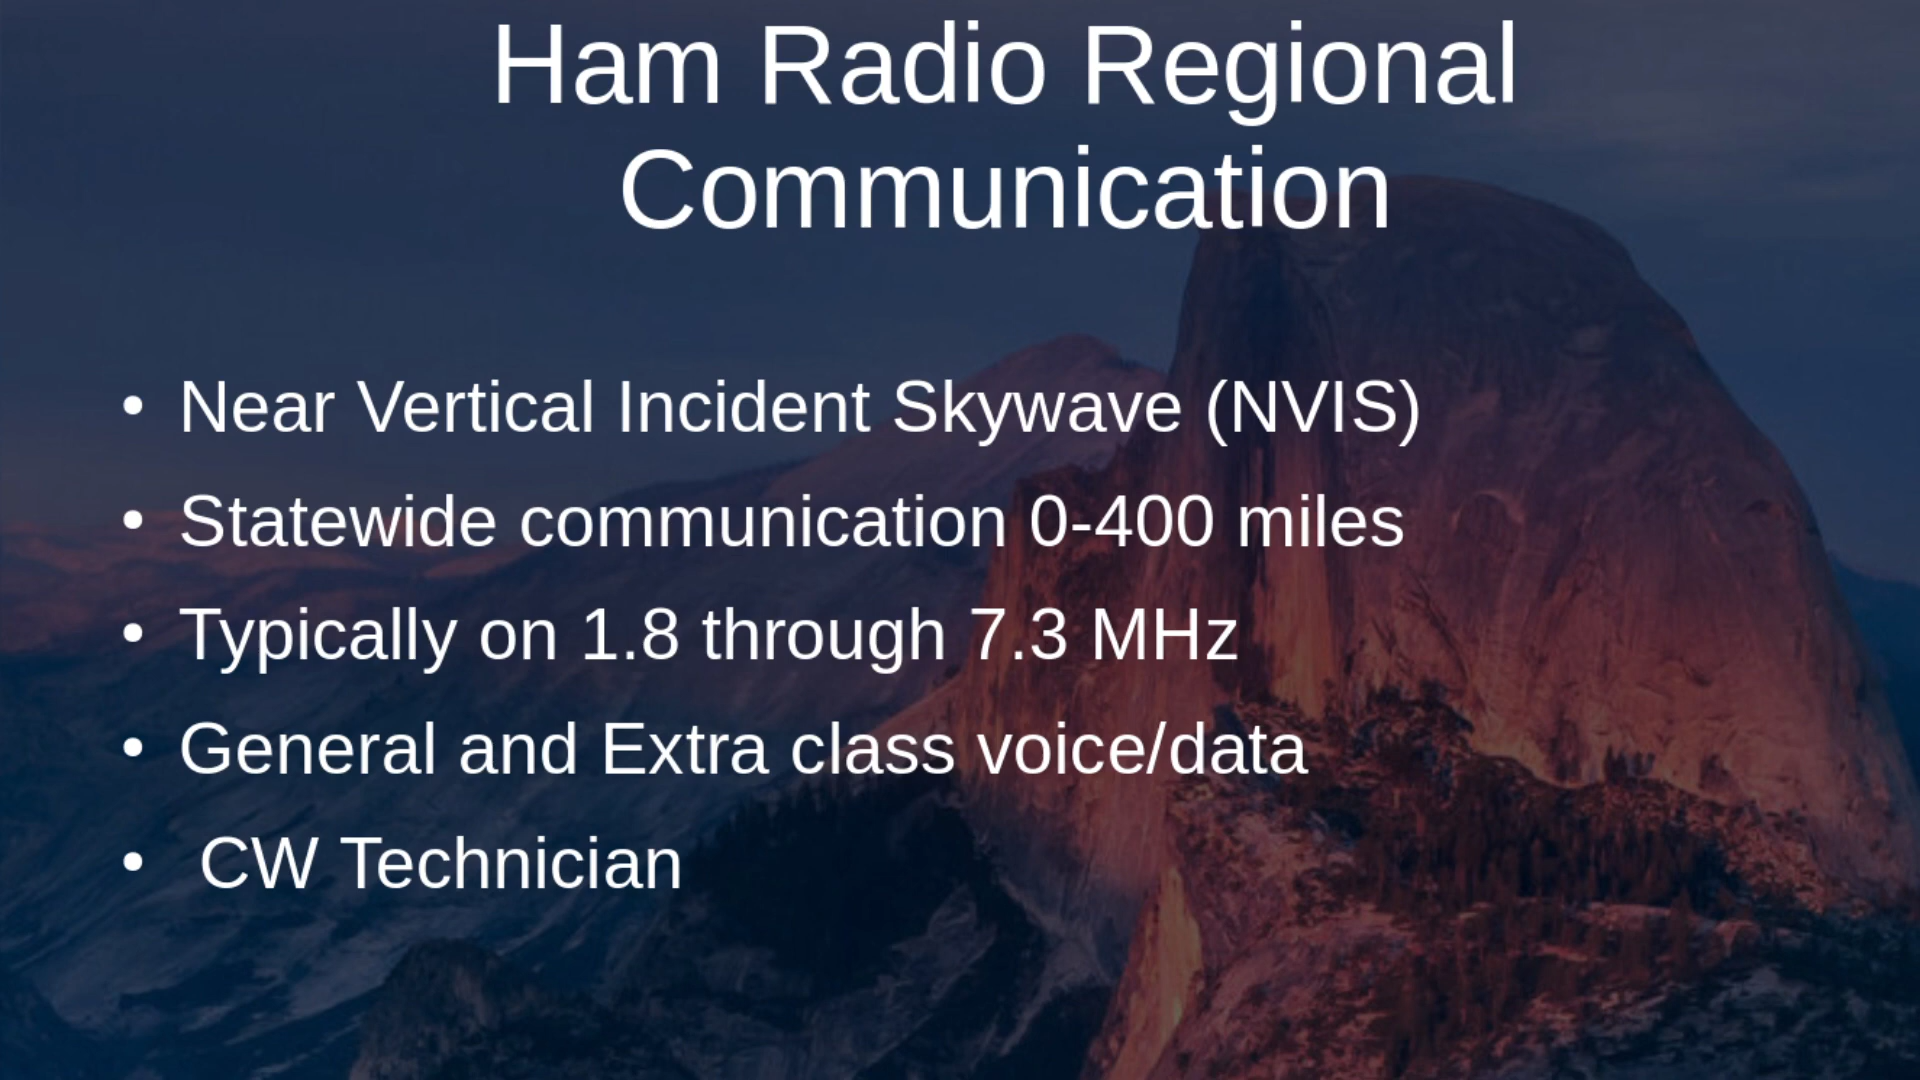 Ham Radio Regional
Communication
• Near Vertical Incident Skywave (NVIS)
• Statewide communication 0-400 miles
• Typically on 1.8 through 7.3 MHz
• General and Extra class voice/data
• CW Technician